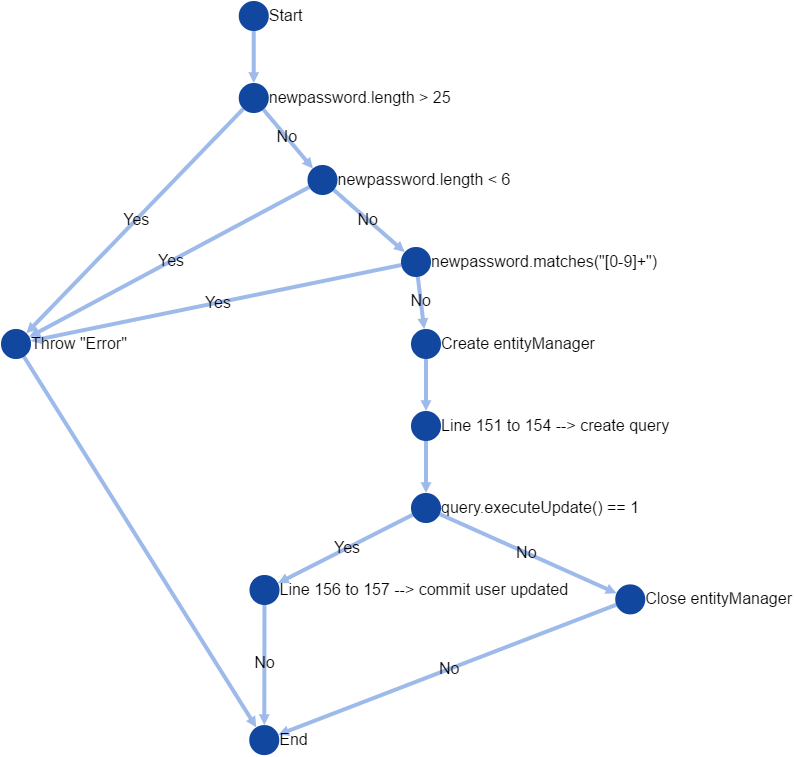 Start
newpassword.length > 25
No
newpassword.length < 6
Yes
No
Yes
newpassword.matches("[0-9]+")
Yes
No
Throw "Error"
Create entityManager
Line 151 to 154 --> create query
query.executeUpdate() == 1
Yes
No
Line 156 to 157 --> commit user updated
Close entityManager
No
No
End